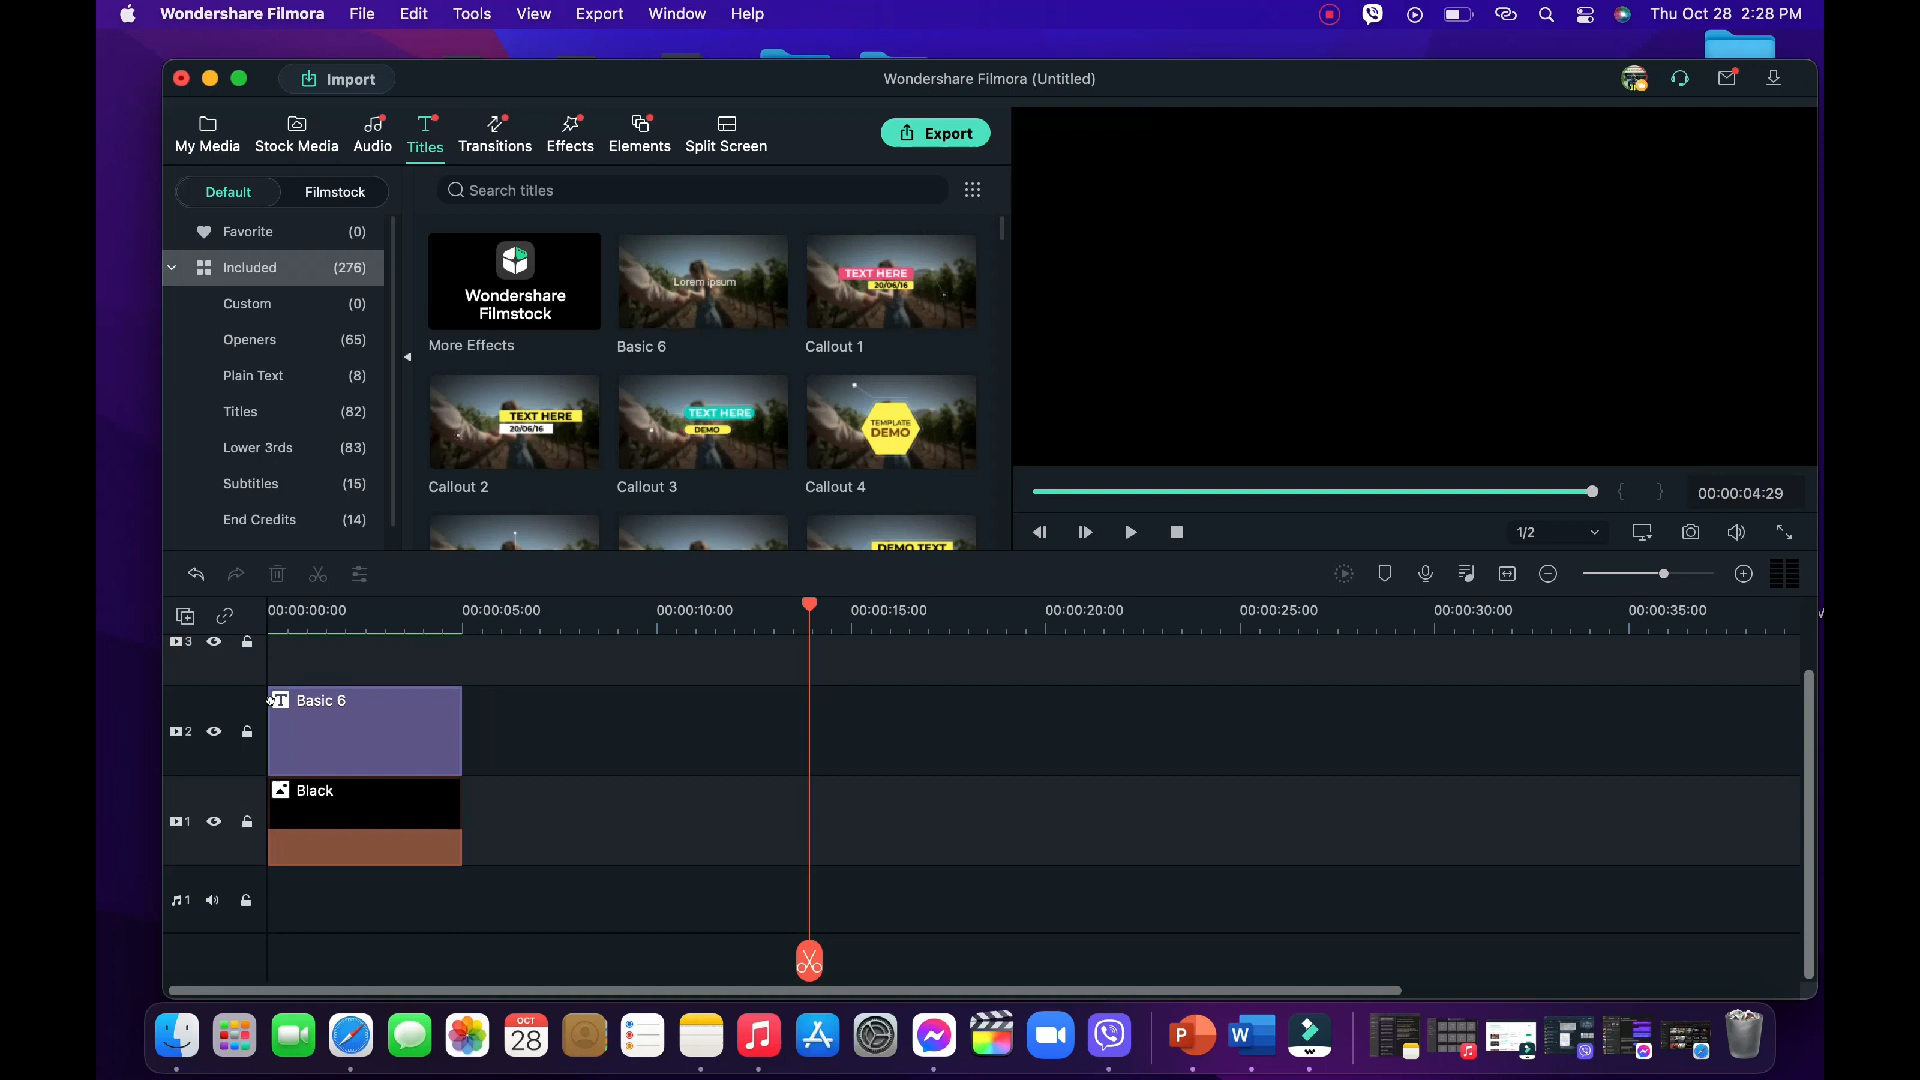 Wondershare Filmora File Edit Tools View Export Window Help Thu Oct 28 2:28 PM
Import Wondershare Filmora (Untitled)
My Media Stock Media Audio Titles Transitions Effects Elements Split Screen Export
Default Filmstock Search titles
Favorite (0)
Included (276)
Custom (0)
Openers (65)
Plain Text (8)
Titles (82)
Lower 3rds (83)
Subtitles (15)
End Credits (14)
Wondershare
Filmstock
More Effects
Lorem ipsum
Basic 6
TEXT HERE
20/06/16
Callout 1
TEXT HERE
20/06/16
Callout 2
TEXT HERE
DEMO
Callout 3
TEMPLATE
DEMO
Callout 4
DEMO TEXT
00:00:04:29
1/2
00:00:00:00 00:00:05:00 00:00:10:00 00:00:15:00 00:00:20:00 00:00:25:00 00:00:30:00 00:00:35:00
3
T Basic 6
2
Black
1
1
OCT
28
P W